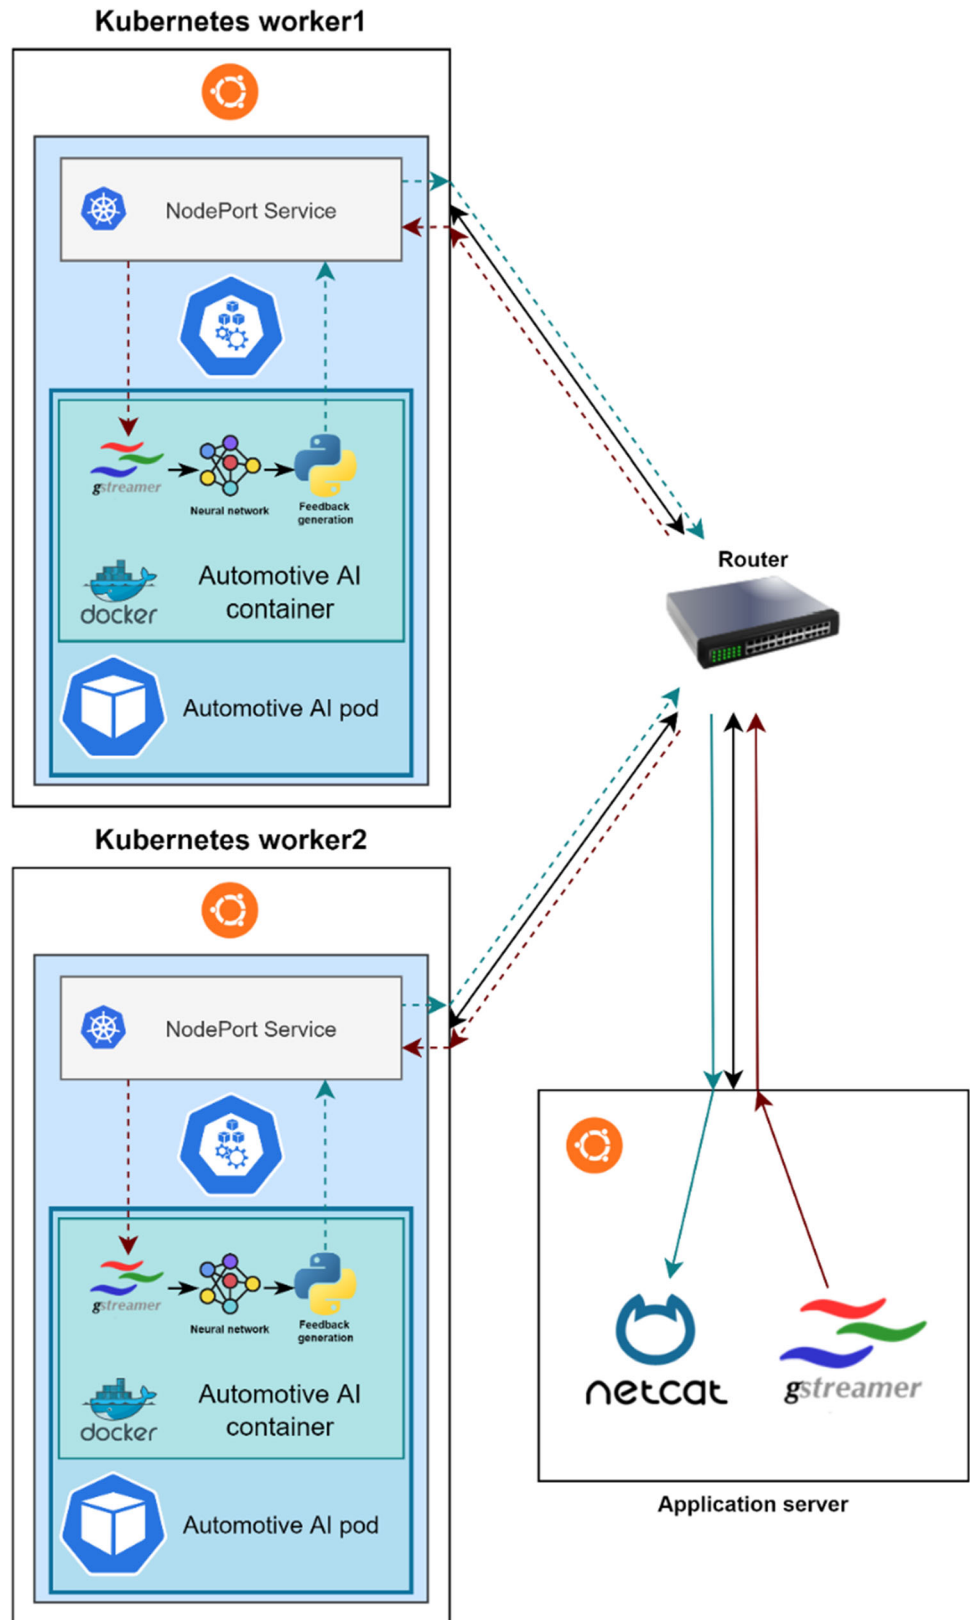 Kubernetes worker1
NodePort Service
gstreamer
Neural network
Feedback
generation
docker
Automotive AI
container
Automotive AI pod
Router
Kubernetes worker2
NodePort Service
gstreamer
Neural network
Feedback
generation
docker
Automotive AI
container
Automotive AI pod
netcat
gstreamer
Application server